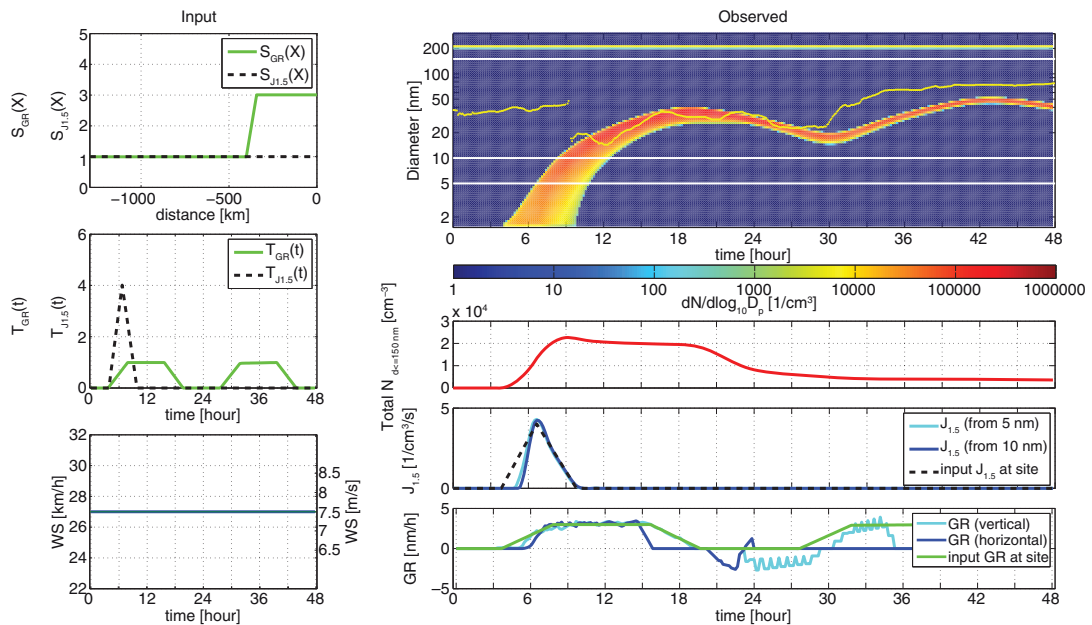 Input
S_GR(X)
S_J1.5(X)
5
4
3
2
1
0
S_GR(X)
S_J1.5(X)
−1000
−500
0
distance [km]
T_GR(t)
T_J1.5(t)
6
4
2
0
T_GR(t)
T_J1.5(t)
0
12
24
36
48
time [hour]
WS [km/h]
32
30
28
26
24
22
8.5
8
7.5
7
6.5
WS [m/s]
0
12
24
36
48
time [hour]
Observed
Diameter [nm]
200
100
50
20
10
5
2
0
6
12
18
24
30
36
42
48
time [hour]
1
10
100
1000
10000
100000
1000000
dN/dlog₁₀D_p [1/cm³]
x 10⁴
Total N d<=150 nm [cm⁻³]
3
2
1
0
J₁.₅ [1/cm³/s]
5
0
J₁.₅ (from 5 nm)
J₁.₅ (from 10 nm)
input J₁.₅ at site
GR [nm/h]
5
0
−5
GR (vertical)
GR (horizontal)
input GR at site
0
6
12
18
24
30
36
42
48
time [hour]